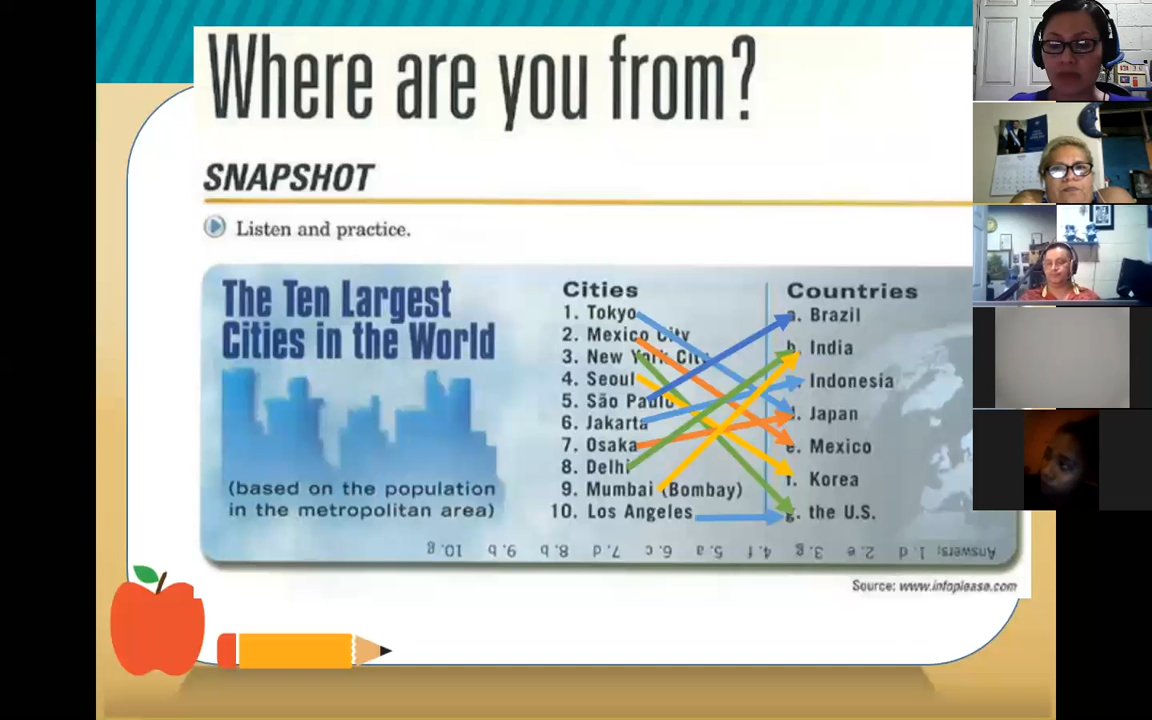 Where are you from?
SNAPSHOT
Listen and practice.
The Ten Largest
Cities in the World
(based on the population
in the metropolitan area)
Cities
1. Tokyo
2. Mexico City
3. New York City
4. Seoul
5. São Paulo
6. Jakarta
7. Osaka
8. Delhi
9. Mumbai (Bombay)
10. Los Angeles
Countries
a. Brazil
b. India
c. Indonesia
d. Japan
e. Mexico
f. Korea
g. the U.S.
Answers: 1. d 2. e 3. g 4. f 5. a 6. c 7. d 8. b 9. b 10. g
Source: www.infoplease.com